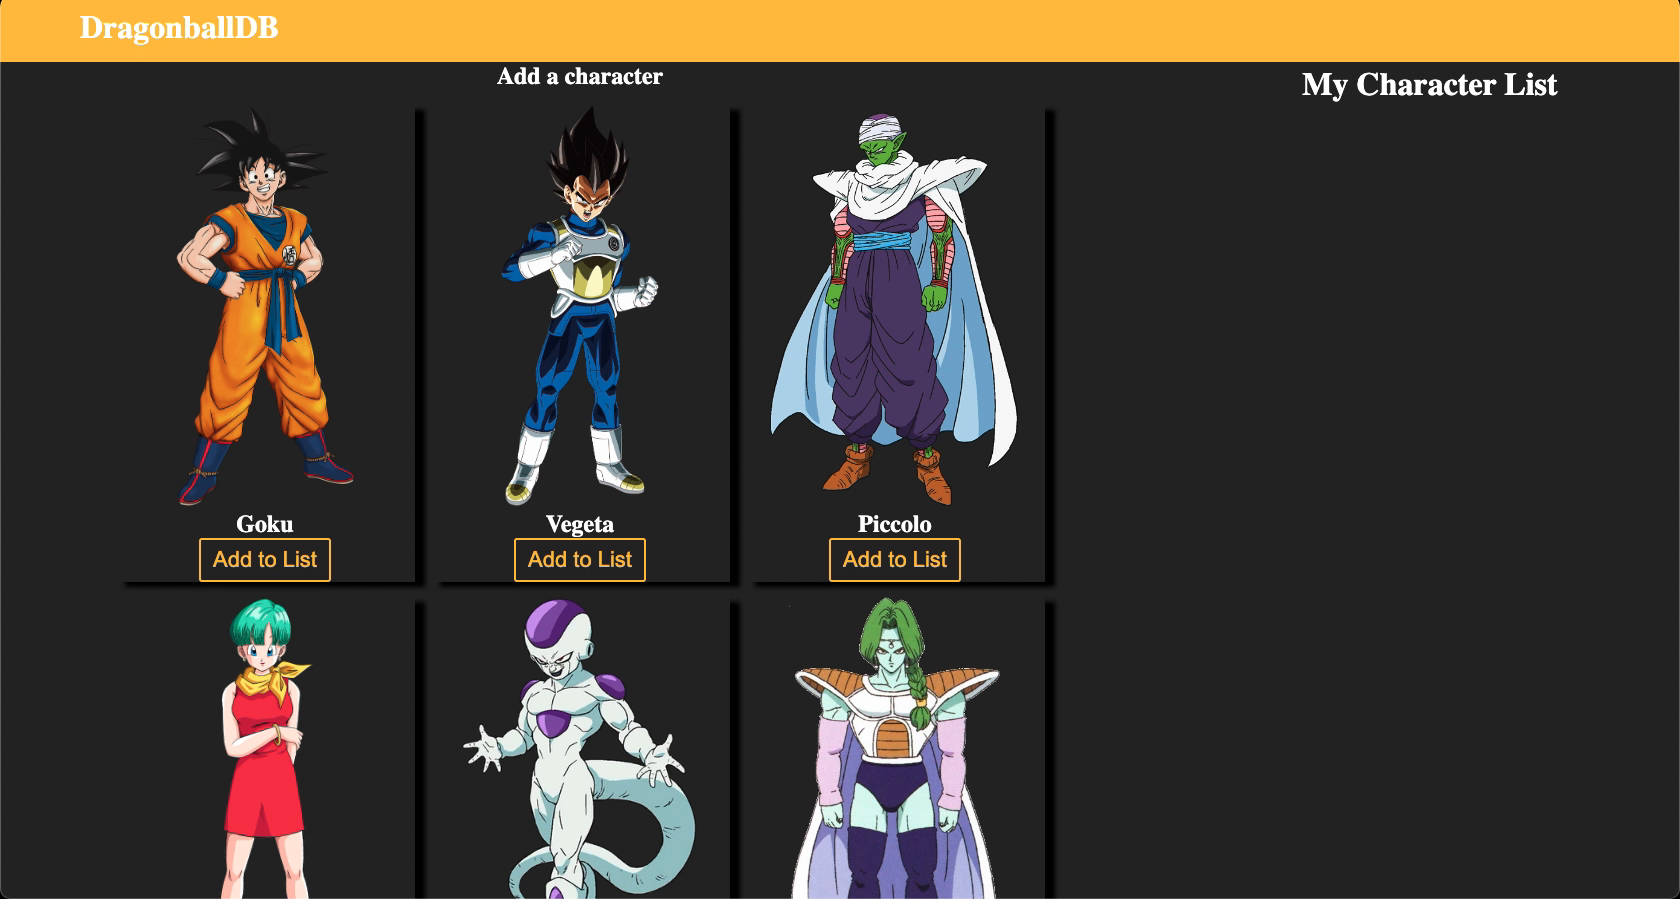 DragonballDB
Add a character
My Character List
Goku
Add to List
Vegeta
Add to List
Piccolo
Add to List